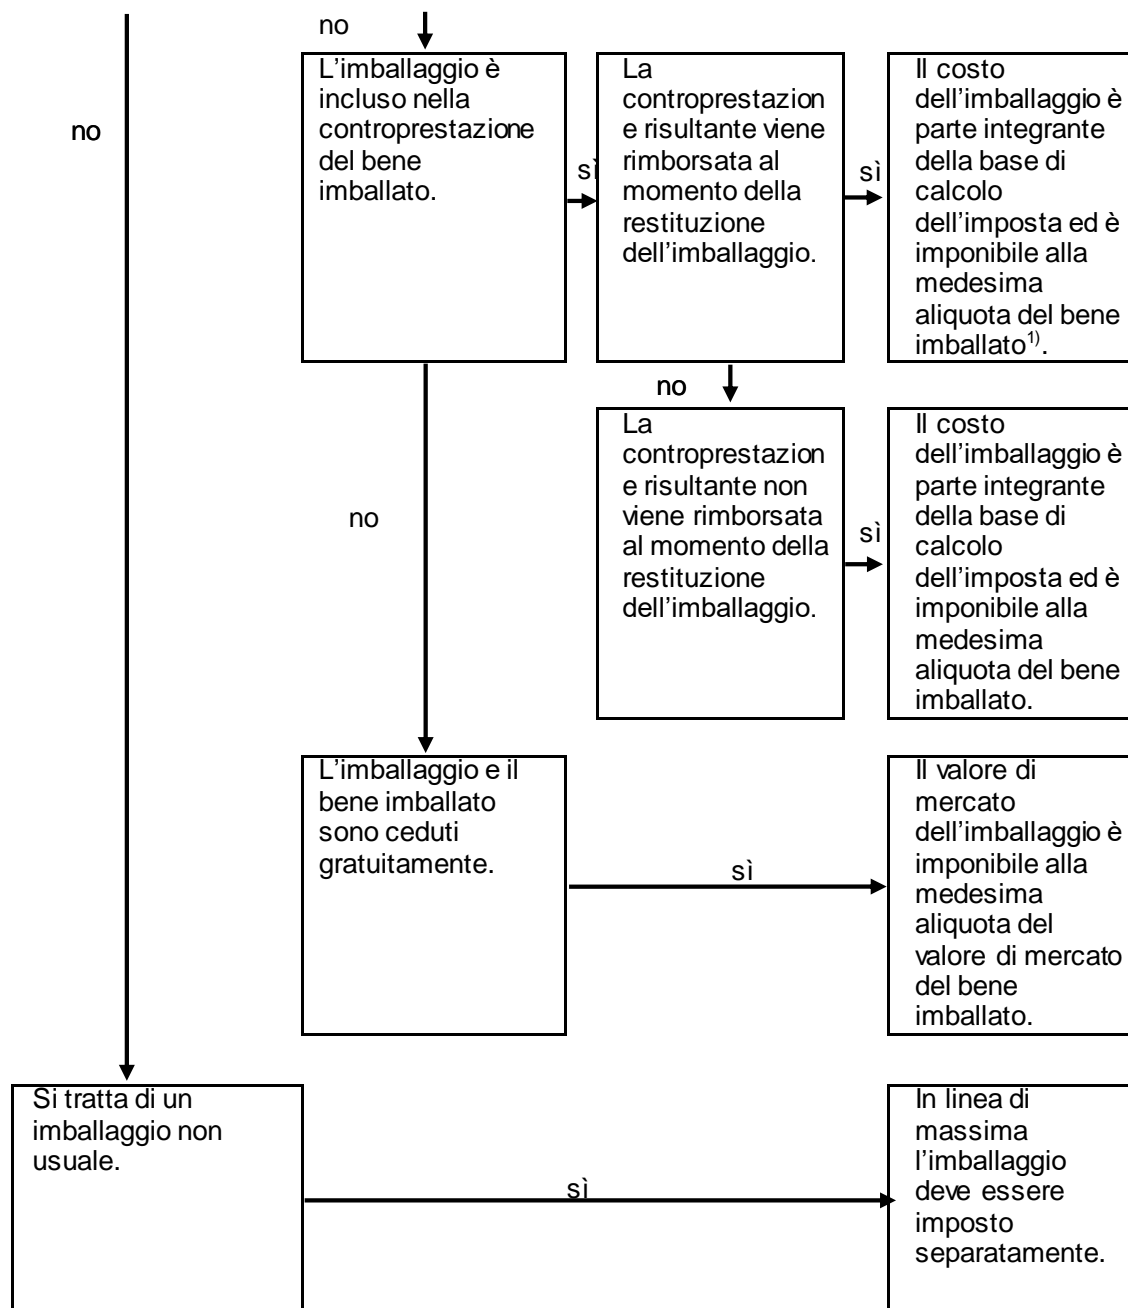 no
no
L’imballaggio è
incluso nella
controprestazione
del bene
imballato.
sì
La
controprestazion
e risultante viene
rimborsata al
momento della
restituzione
dell’imballaggio.
sì
Il costo
dell’imballaggio è
parte integrante
della base di
calcolo
dell’imposta ed è
imponibile alla
medesima
aliquota del bene
imballato1).
no
no
La
controprestazion
e risultante non
viene rimborsata
al momento della
restituzione
dell’imballaggio.
sì
Il costo
dell’imballaggio è
parte integrante
della base di
calcolo
dell’imposta ed è
imponibile alla
medesima
aliquota del bene
imballato.
L’imballaggio e il
bene imballato
sono ceduti
gratuitamente.
sì
Il valore di
mercato
dell’imballaggio è
imponibile alla
medesima
aliquota del
valore di mercato
del bene
imballato.
Si tratta di un
imballaggio non
usuale.
sì
In linea di
massima
l’imballaggio
deve essere
imposto
separatamente.